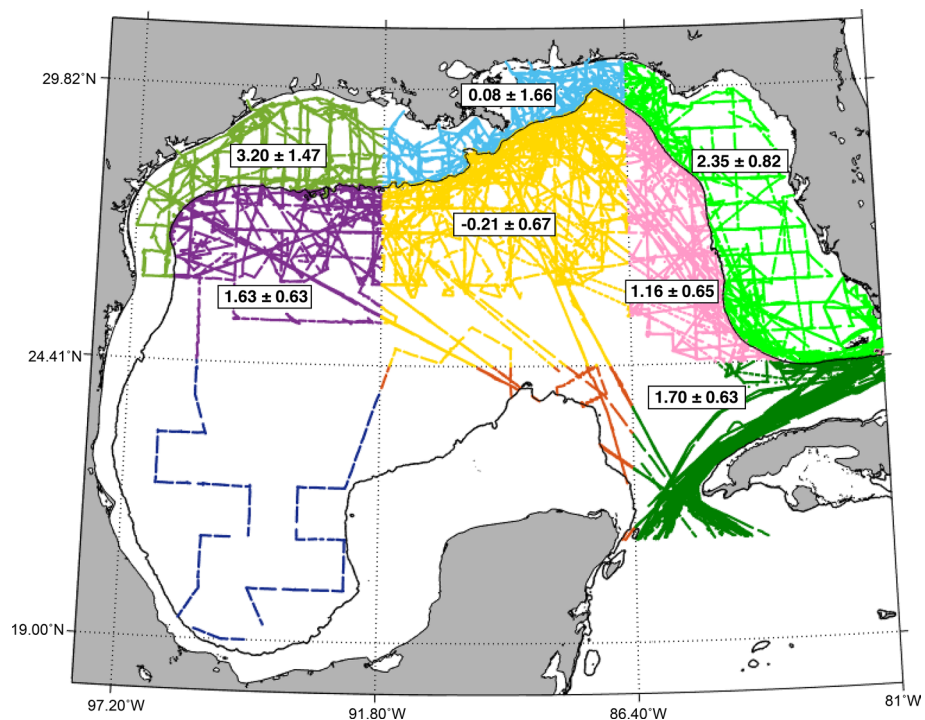 29.82°N
0.08 ± 1.66
3.20 ± 1.47
2.35 ± 0.82
-0.21 ± 0.67
1.63 ± 0.63
1.16 ± 0.65
24.41°N
1.70 ± 0.63
19.00°N
97.20°W
91.80°W
86.40°W
81°W